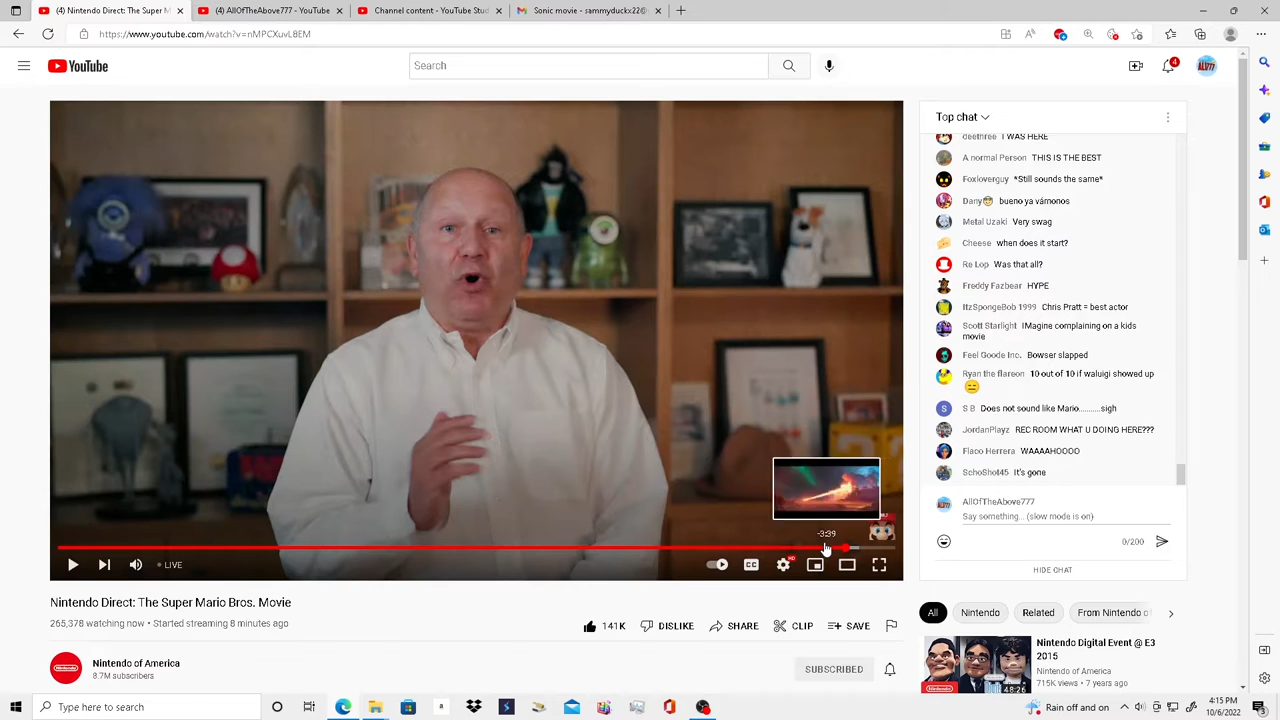 (4) Nintendo Direct: The Super M
(4) AllOfTheAbove777 - YouTube
Channel content - YouTube Stud
Sonic movie - sammyduckx22@
https://www.youtube.com/watch?v=nMPCXuvL8EM
YouTube
Search
4
Top chat
deethree I WAS HERE
A normal Person THIS IS THE BEST
Foxloverguy *Still sounds the same*
Dany bueno ya vámonos
Metal Uzaki Very swag
Cheese when does it start?
Re Lop Was that all?
Freddy Fazbear HYPE
ItzSpongeBob 1999 Chris Pratt = best actor
Scott Starlight IMagine complaining on a kids
movie
Feel Goode Inc. Bowser slapped
Ryan the flareon 10 out of 10 if waluigi showed up
S B Does not sound like Mario..........sigh
JordanPlayz REC ROOM WHAT U DOING HERE???
Flaco Herrera WAAAAHOOOO
SchoShot45 It's gone
AllOfTheAbove777
Say something... (slow mode is on)
0/200
HIDE CHAT
-3:39
LIVE
CC
HD
Nintendo Direct: The Super Mario Bros. Movie
265,378 watching now • Started streaming 8 minutes ago
141K
DISLIKE
SHARE
CLIP
SAVE
Nintendo of America
8.7M subscribers
SUBSCRIBED
All
Nintendo
Related
From Nintendo o
Nintendo Digital Event @ E3
2015
Nintendo of America
715K views • 7 years ago
48:26
Type here to search
Rain off and on
4:15 PM
10/6/2022